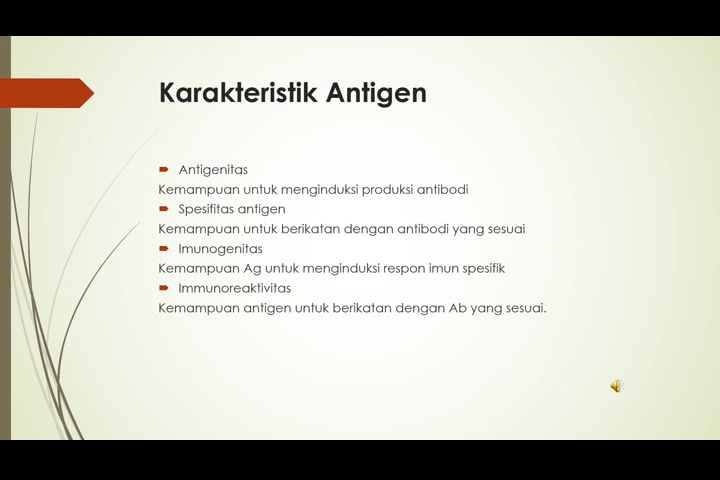 Karakteristik Antigen
Antigenitas
Kemampuan untuk menginduksi produksi antibodi
Spesifitas antigen
Kemampuan untuk berikatan dengan antibodi yang sesuai
Imunogenitas
Kemampuan Ag untuk menginduksi respon imun spesifik
Immunoreaktivitas
Kemampuan antigen untuk berikatan dengan Ab yang sesuai.